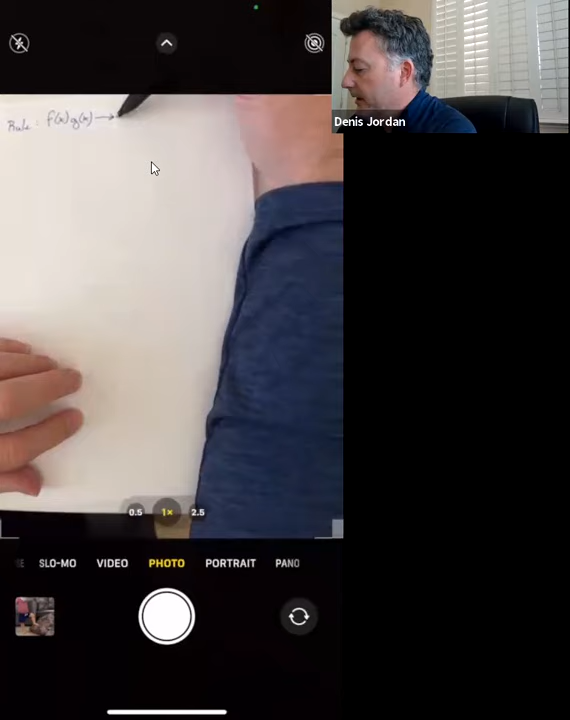 Denis Jordan
Rule : f(x)g(x) →
0.5 1× 2.5
SLO-MO VIDEO PHOTO PORTRAIT PANO